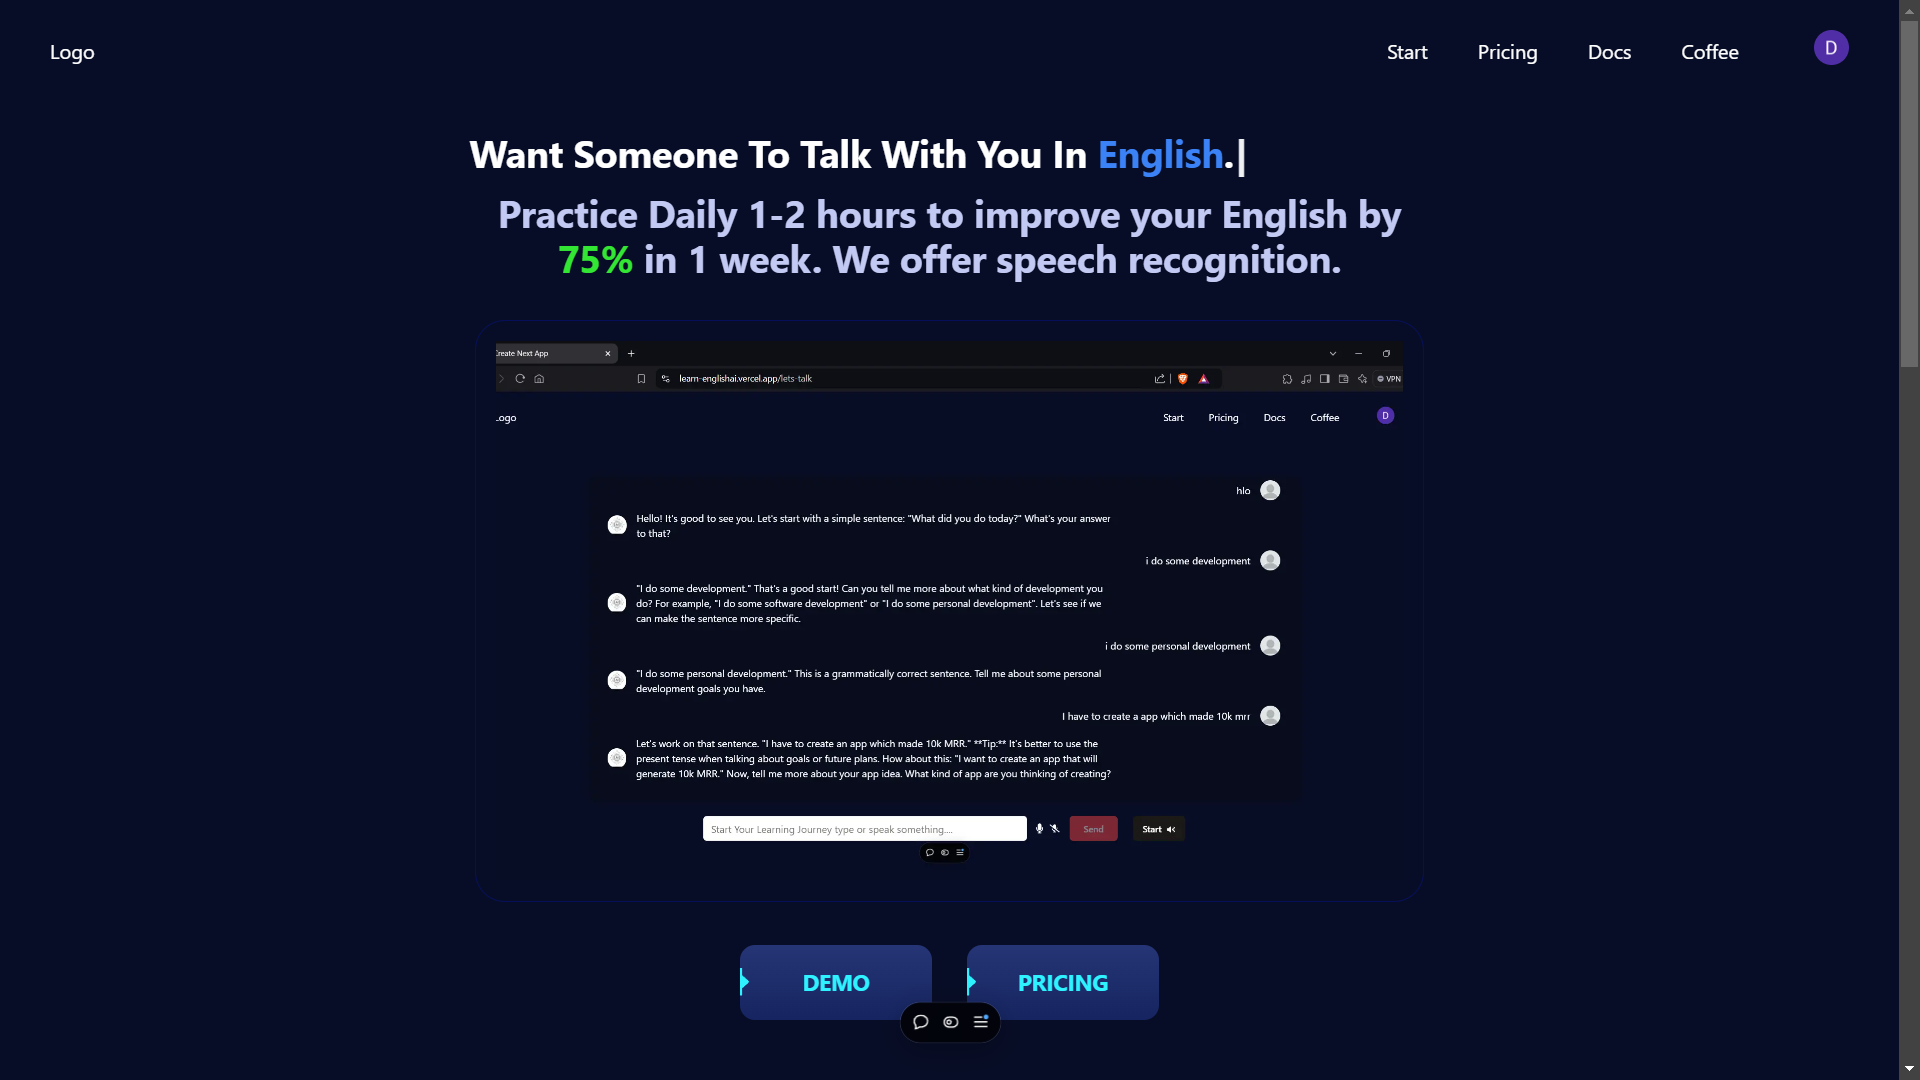 Logo
Start Pricing Docs Coffee D
Want Someone To Talk With You In English.|
Practice Daily 1-2 hours to improve your English by
75% in 1 week. We offer speech recognition.
Create Next App
learn-englishai.vercel.app/lets-talk
VPN
Logo
Start Pricing Docs Coffee D
hlo
Hello! It's good to see you. Let's start with a simple sentence: "What did you do today?" What's your answer
to that?
i do some development
"I do some development." That's a good start! Can you tell me more about what kind of development you
do? For example, "I do some software development" or "I do some personal development". Let's see if we
can make the sentence more specific.
i do some personal development
"I do some personal development." This is a grammatically correct sentence. Tell me about some personal
development goals you have.
I have to create a app which made 10k mrr
Let's work on that sentence. "I have to create an app which made 10k MRR." **Tip:** It's better to use the
present tense when talking about goals or future plans. How about this: "I want to create an app that will
generate 10k MRR." Now, tell me more about your app idea. What kind of app are you thinking of creating?
Start Your Learning Journey type or speak something....
Send
Start
DEMO
PRICING